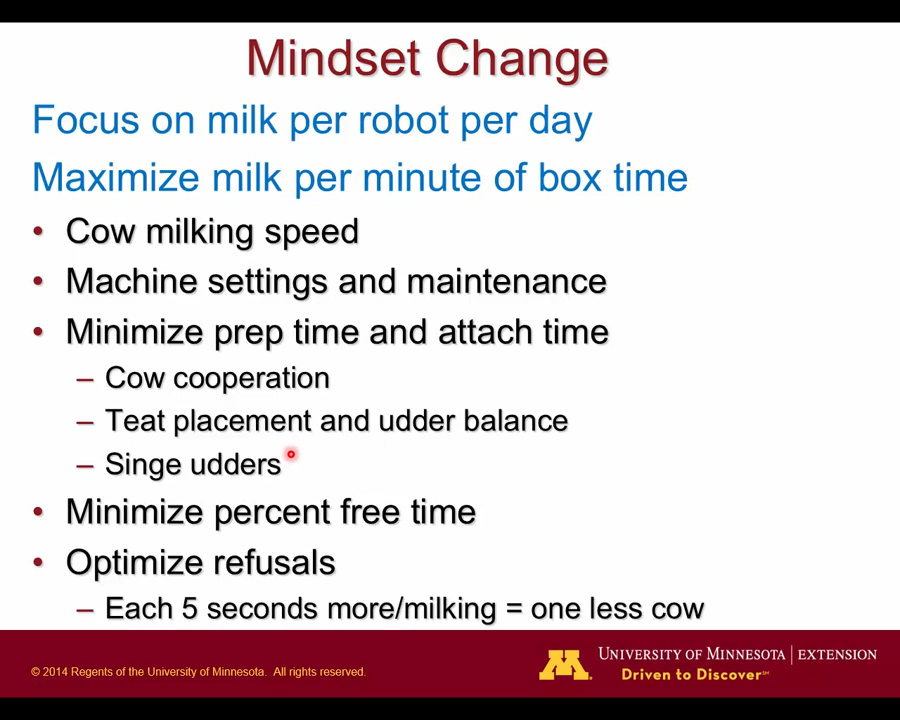 Mindset Change
Focus on milk per robot per day
Maximize milk per minute of box time
• Cow milking speed
• Machine settings and maintenance
• Minimize prep time and attach time
– Cow cooperation
– Teat placement and udder balance
– Singe udders
• Minimize percent free time
• Optimize refusals
– Each 5 seconds more/milking = one less cow
© 2014 Regents of the University of Minnesota. All rights reserved.
M
UNIVERSITY OF MINNESOTA | EXTENSION
Driven to Discover℠